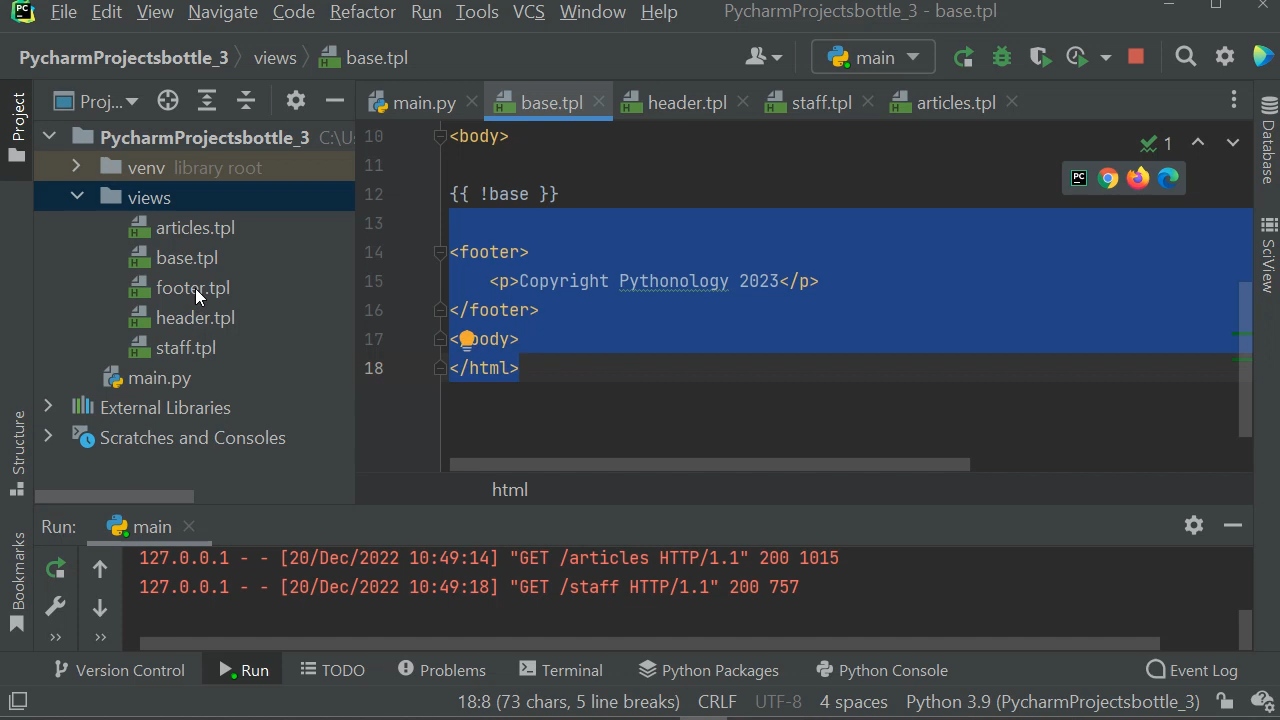 File Edit View Navigate Code Refactor Run Tools VCS Window Help PycharmProjectsbottle_3 - base.tpl
PycharmProjectsbottle_3 views base.tpl main
Project
Proj...
main.py base.tpl header.tpl staff.tpl articles.tpl
PycharmProjectsbottle_3 C:\U
venv library root
views
articles.tpl
base.tpl
footer.tpl
header.tpl
staff.tpl
main.py
External Libraries
Scratches and Consoles
10 <body>
11
12 {{ !base }}
13
14 <footer>
15 <p>Copyright Pythonology 2023</p>
16 </footer>
17 <body>
18 </html>
1
html
Database
SciView
Structure
Bookmarks
Run: main
127.0.0.1 - - [20/Dec/2022 10:49:14] "GET /articles HTTP/1.1" 200 1015
127.0.0.1 - - [20/Dec/2022 10:49:18] "GET /staff HTTP/1.1" 200 757
Version Control Run TODO Problems Terminal Python Packages Python Console Event Log
18:8 (73 chars, 5 line breaks) CRLF UTF-8 4 spaces Python 3.9 (PycharmProjectsbottle_3)